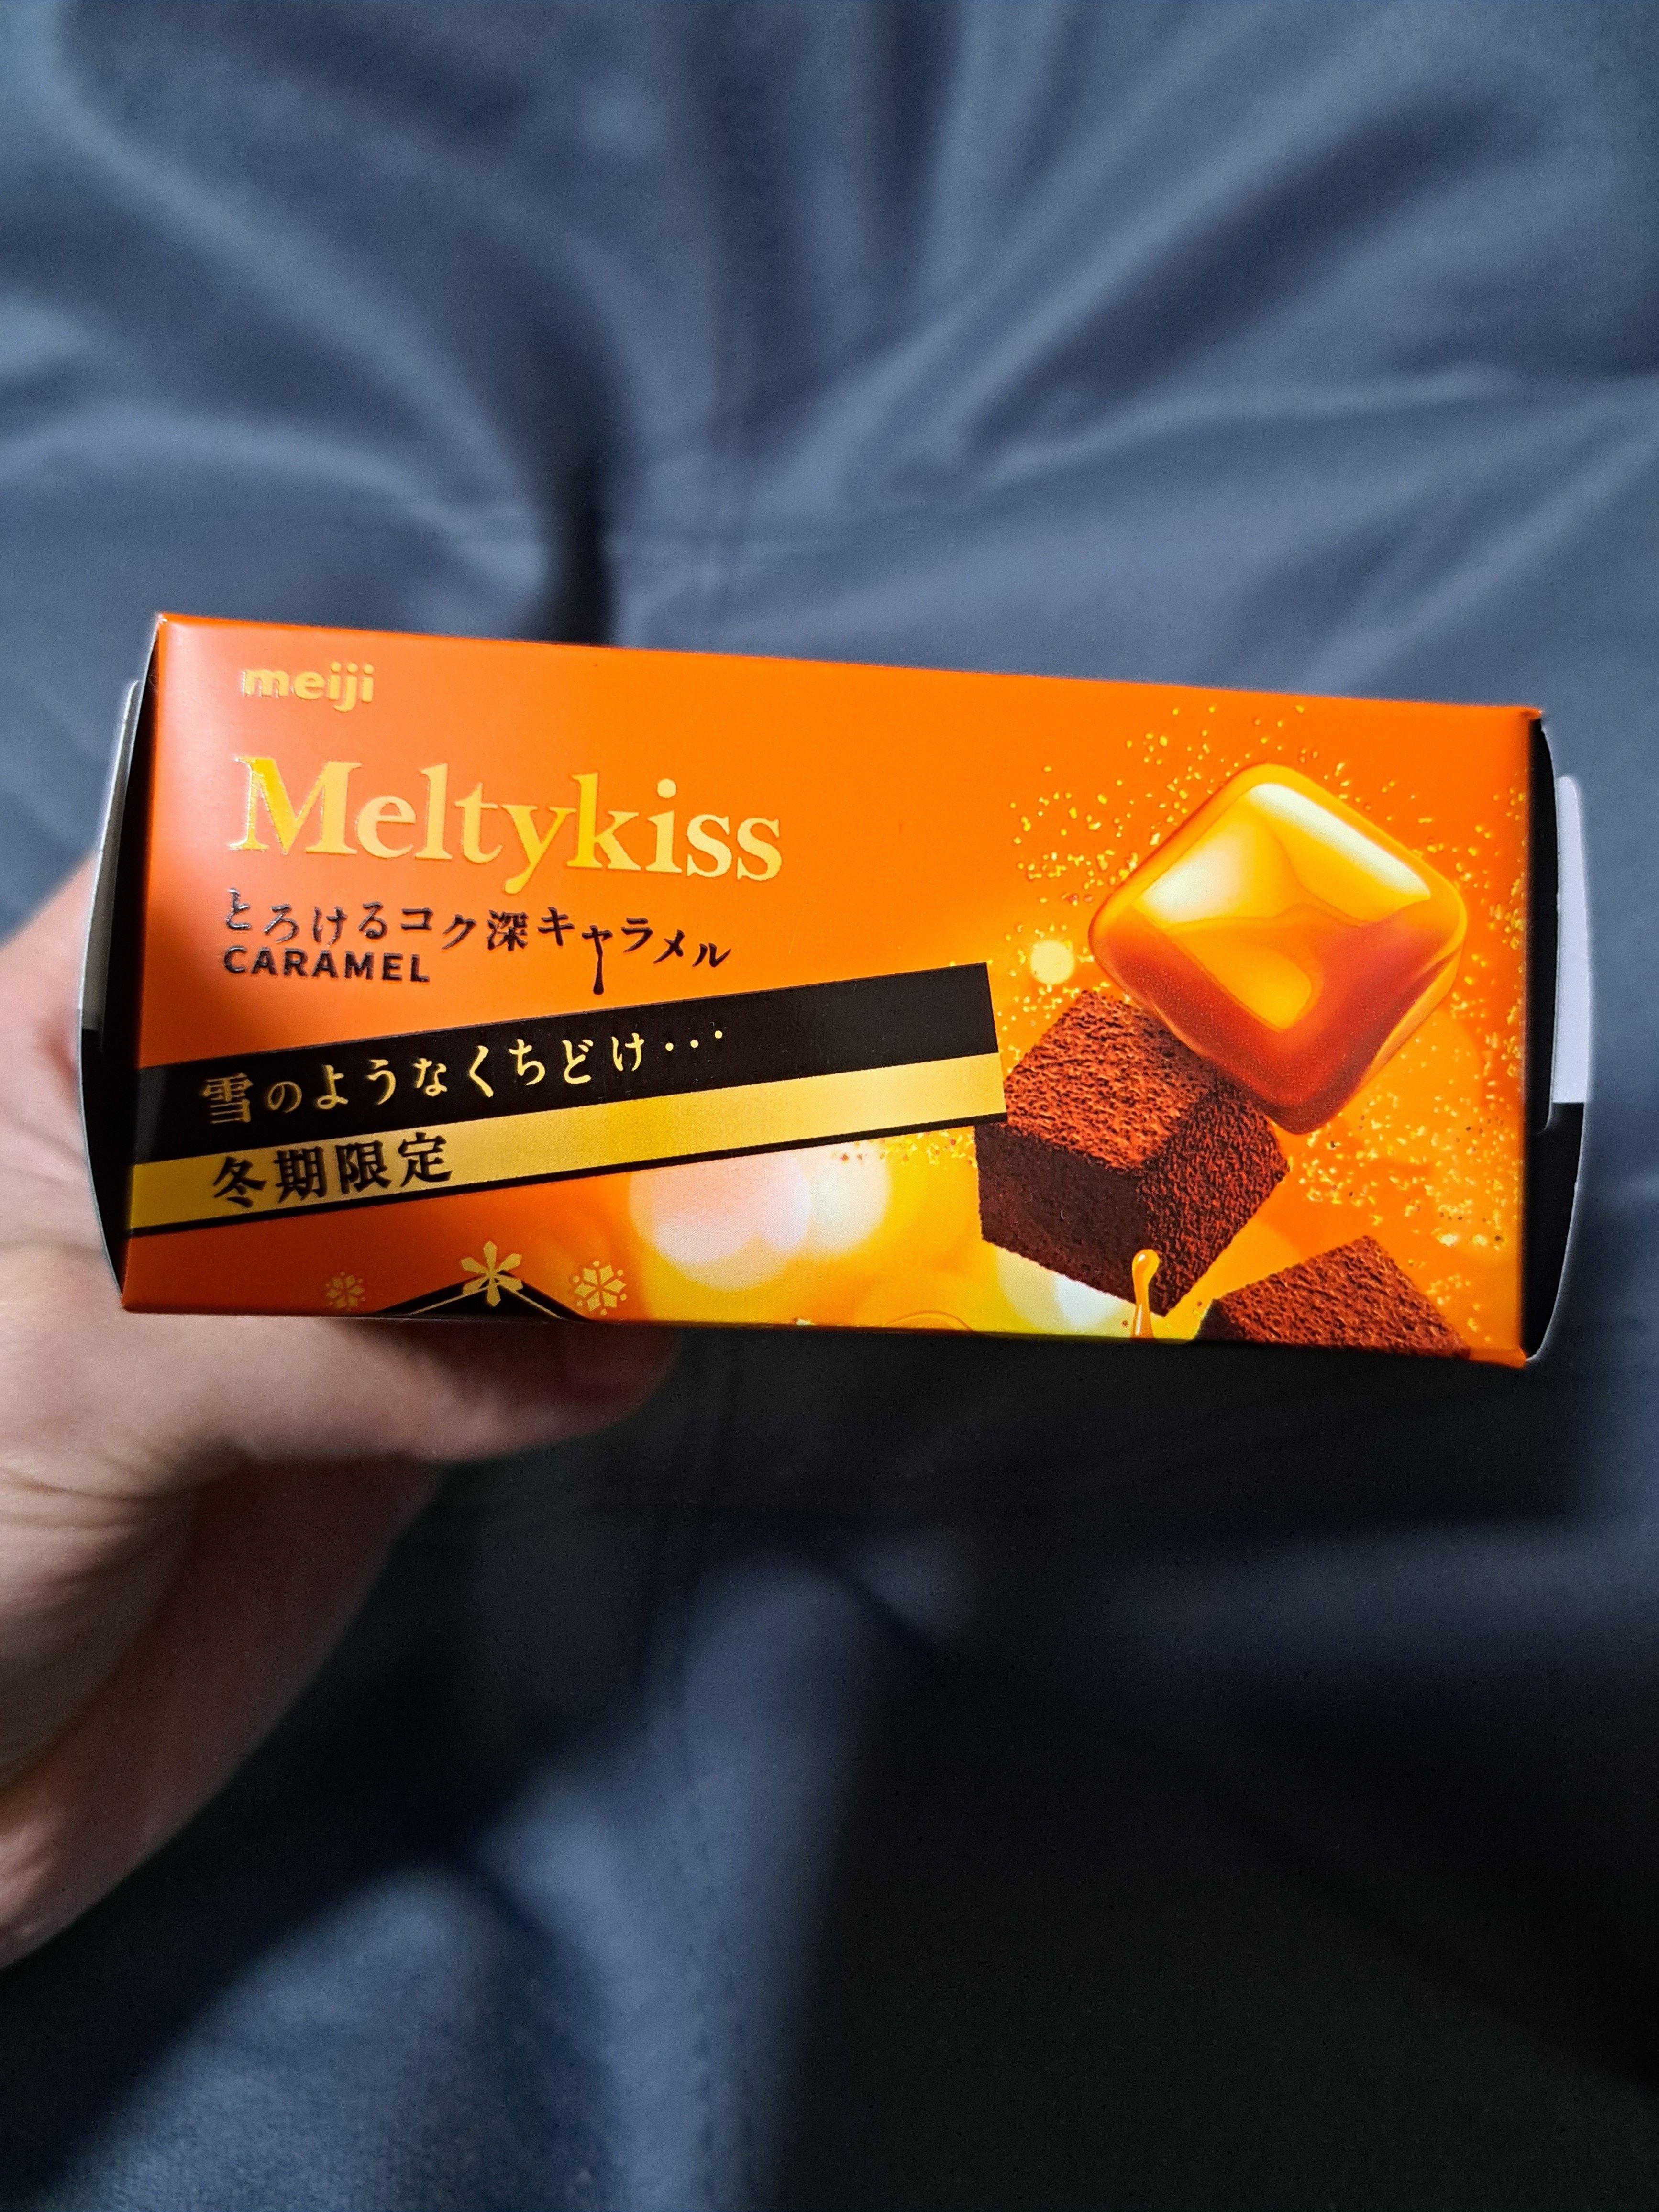 meiji
Meltykiss
とろけるコク深キャラメル
CARAMEL
雪のようなくちどけ･･･
冬期限定